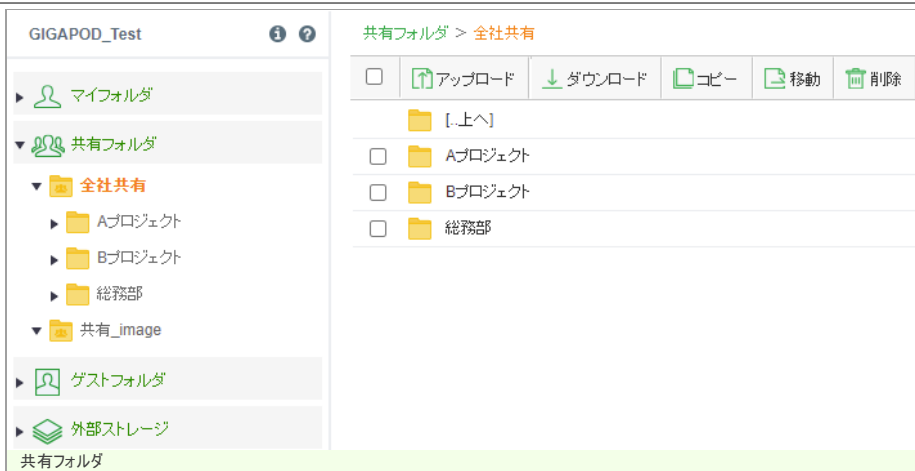 GIGAPOD_Test
マイフォルダ
共有フォルダ
全社共有
Aプロジェクト
Bプロジェクト
総務部
共有_image
ゲストフォルダ
外部ストレージ
共有フォルダ > 全社共有
アップロード ダウンロード コピー 移動 削除
[..上へ]
Aプロジェクト
Bプロジェクト
総務部
共有フォルダ